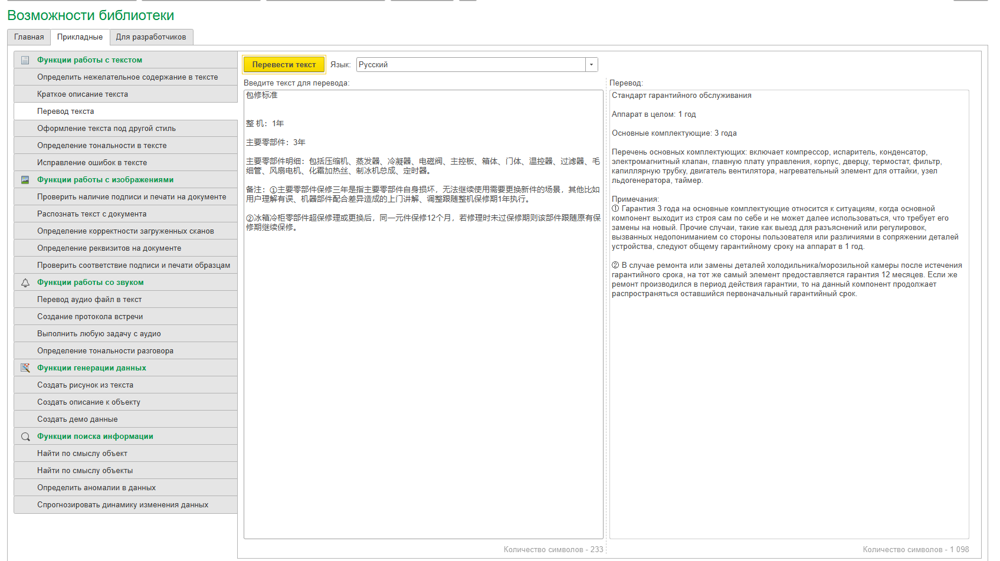 Возможности библиотеки
Главная
Прикладные
Для разработчиков
Функции работы с текстом
Определить нежелательное содержание в тексте
Краткое описание текста
Перевод текста
Оформление текста под другой стиль
Определение тональности в тексте
Исправление ошибок в тексте
Функции работы с изображениями
Проверить наличие подписи и печати на документе
Распознать текст с документа
Определение корректности загруженных сканов
Определение реквизитов на документе
Проверить соответствие подписи и печати образцам
Функции работы со звуком
Перевод аудио файл в текст
Создание протокола встречи
Выполнить любую задачу с аудио
Определение тональности разговора
Функции генерации данных
Создать рисунок из текста
Создать описание к объекту
Создать демо данные
Функции поиска информации
Найти по смыслу объект
Найти по смыслу объекты
Определить аномалии в данных
Спрогнозировать динамику изменения данных
Перевести текст
Язык:
Русский
Введите текст для перевода:
包修标准
整 机：1年
主要零部件：3年
主要零部件明细：包括压缩机、蒸发器、冷凝器、电磁阀、主控板、箱体、门体、温控器、过滤器、毛
细管、风扇电机、化霜加热丝、制冰机总成、定时器。
备注：①主要零部件保修三年是指主要零部件自身损坏，无法继续使用需要更换新件的场景，其他比如
用户理解有误、机器部件配合差异造成的上门讲解、调整跟随整机保修期1年执行。
②冰箱冷柜零部件超保修理或更换后，同一元件保修12个月，若修理时未过保修期则该部件跟随原有保
修期继续保修。
Количество символов - 233
Перевод:
Стандарт гарантийного обслуживания
Аппарат в целом: 1 год
Основные комплектующие: 3 года
Перечень основных комплектующих: включает компрессор, испаритель, конденсатор,
электромагнитный клапан, главную плату управления, корпус, дверцу, термостат, фильтр,
капиллярную трубку, двигатель вентилятора, нагревательный элемент для оттайки, узел
льдогенератора, таймер.
Примечания:
① Гарантия 3 года на основные комплектующие относится к ситуациям, когда основной
компонент выходит из строя сам по себе и не может далее использоваться, что требует его
замены на новый. Прочие случаи, такие как выезд для разъяснений или регулировок,
вызванных недопониманием со стороны пользователя или различиями в сопряжении деталей
устройства, следуют общему гарантийному сроку на аппарат в 1 год.
② В случае ремонта или замены деталей холодильника/морозильной камеры после истечения
гарантийного срока, на тот же самый элемент предоставляется гарантия 12 месяцев. Если же
ремонт производился в период действия гарантии, то на данный компонент продолжает
распространяться оставшийся первоначальный гарантийный срок.
Количество символов - 1 098